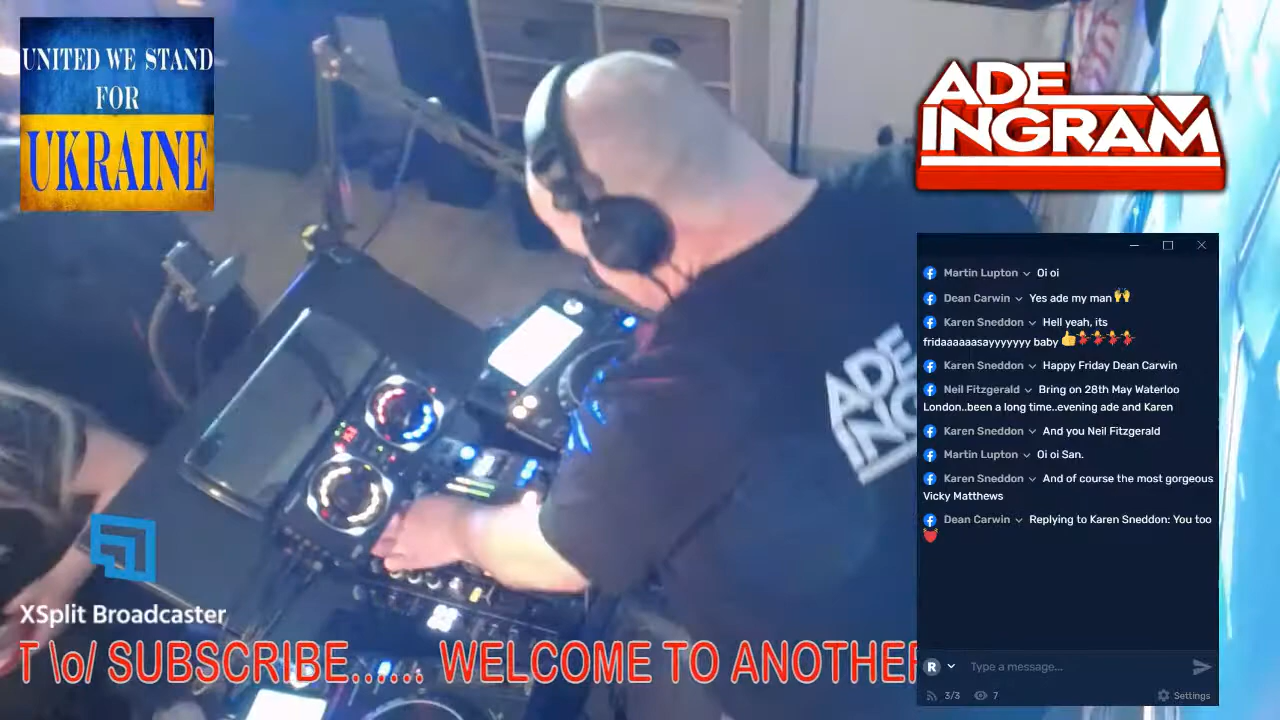 UNITED WE STAND
FOR
UKRAINE
ADE
INGRAM
Martin Lupton Oi oi
Dean Carwin Yes ade my man🙌
Karen Sneddon Hell yeah, its
fridaaaaaasayyyyyyy baby 👍💃💃💃💃
Karen Sneddon Happy Friday Dean Carwin
Neil Fitzgerald Bring on 28th May Waterloo
London..been a long time..evening ade and Karen
Karen Sneddon And you Neil Fitzgerald
Martin Lupton Oi oi San.
Karen Sneddon And of course the most gorgeous
Vicky Matthews
Dean Carwin Replying to Karen Sneddon: You too
R Type a message...
3/3 7 Settings
ADE
ING
XSplit Broadcaster
T \o/ SUBSCRIBE...... WELCOME TO ANOTHER